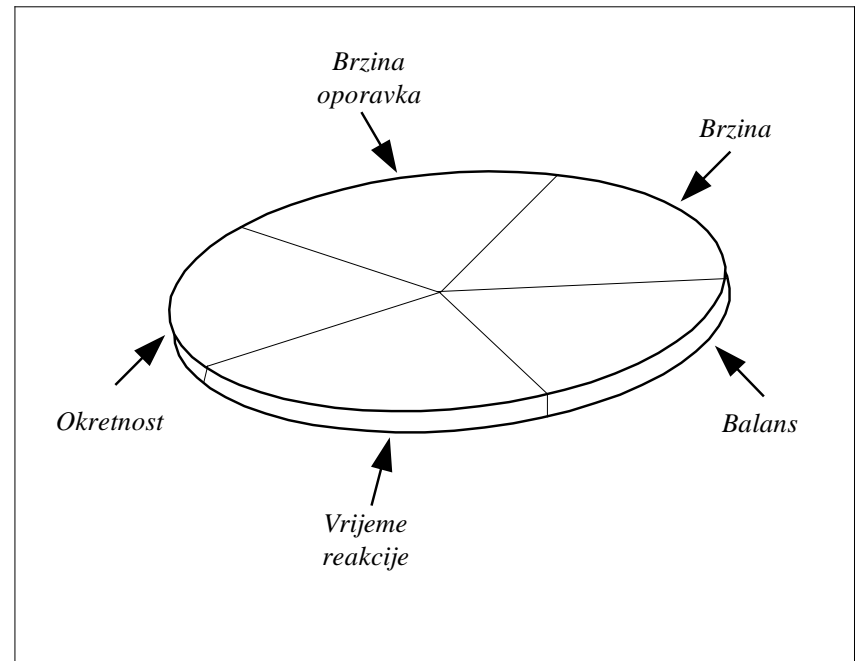 Brzina
oporavka
Brzina
Okretnost
Balans
Vrijeme
reakcije